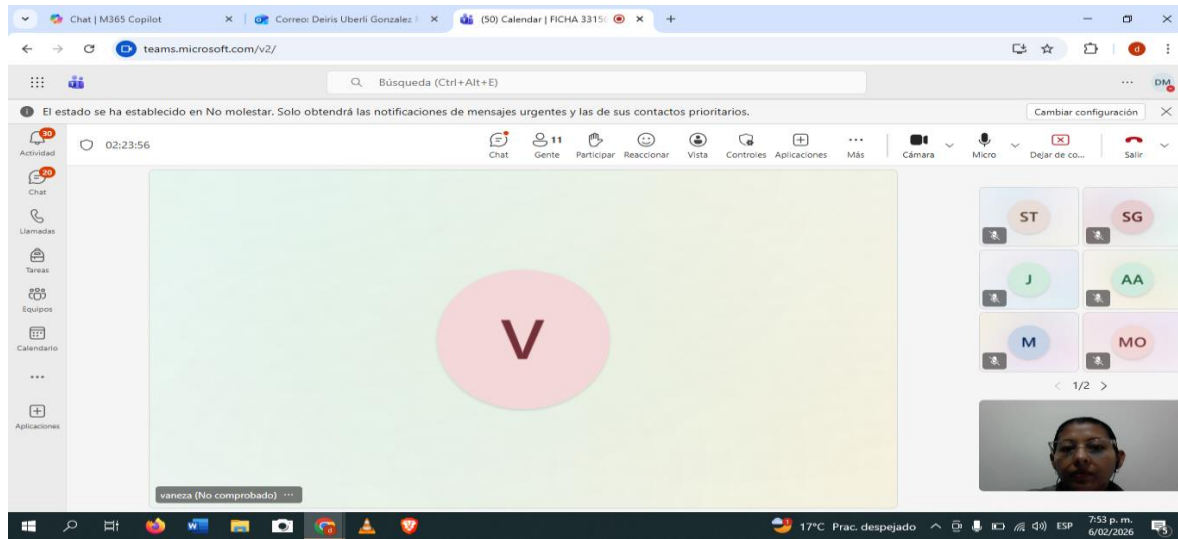 Chat | M365 Copilot
Correo: Deiris Uberli Gonzalez
(50) Calendar | FICHA 3315
teams.microsoft.com/v2/
d
Búsqueda (Ctrl+Alt+E)
DM
El estado se ha establecido en No molestar. Solo obtendrá las notificaciones de mensajes urgentes y las de sus contactos prioritarios.
Cambiar configuración
30
Actividad
02:23:56
11
Chat
Gente
Participar
Reaccionar
Vista
Controles
Aplicaciones
Más
Cámara
Micro
Dejar de co...
Salir
20
Chat
Llamadas
Tareas
Equipos
Calendario
Aplicaciones
V
vaneza (No comprobado)
ST
SG
J
AA
M
MO
1/2
17°C Prac. despejado
ESP
7:53 p. m.
6/02/2026
5